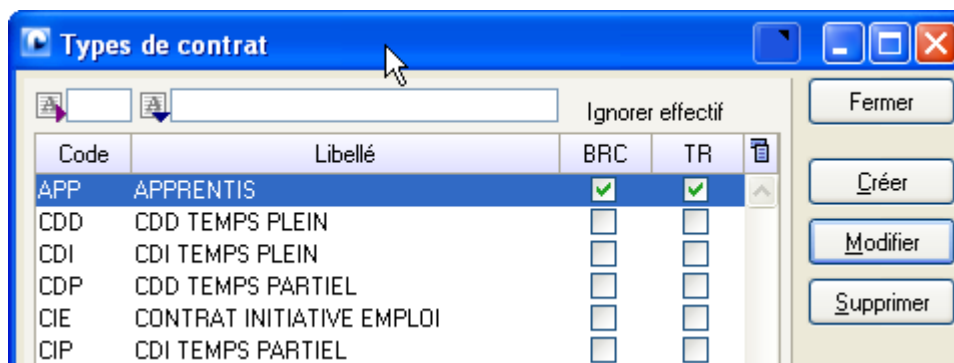 Types de contrat
Ignorer effectif
Fermer
Code Libellé BRC TR
APP APPRENTIS
Créer
CDD CDD TEMPS PLEIN
CDI CDI TEMPS PLEIN
Modifier
CDP CDD TEMPS PARTIEL
Supprimer
CIE CONTRAT INITIATIVE EMPLOI
CIP CDI TEMPS PARTIEL